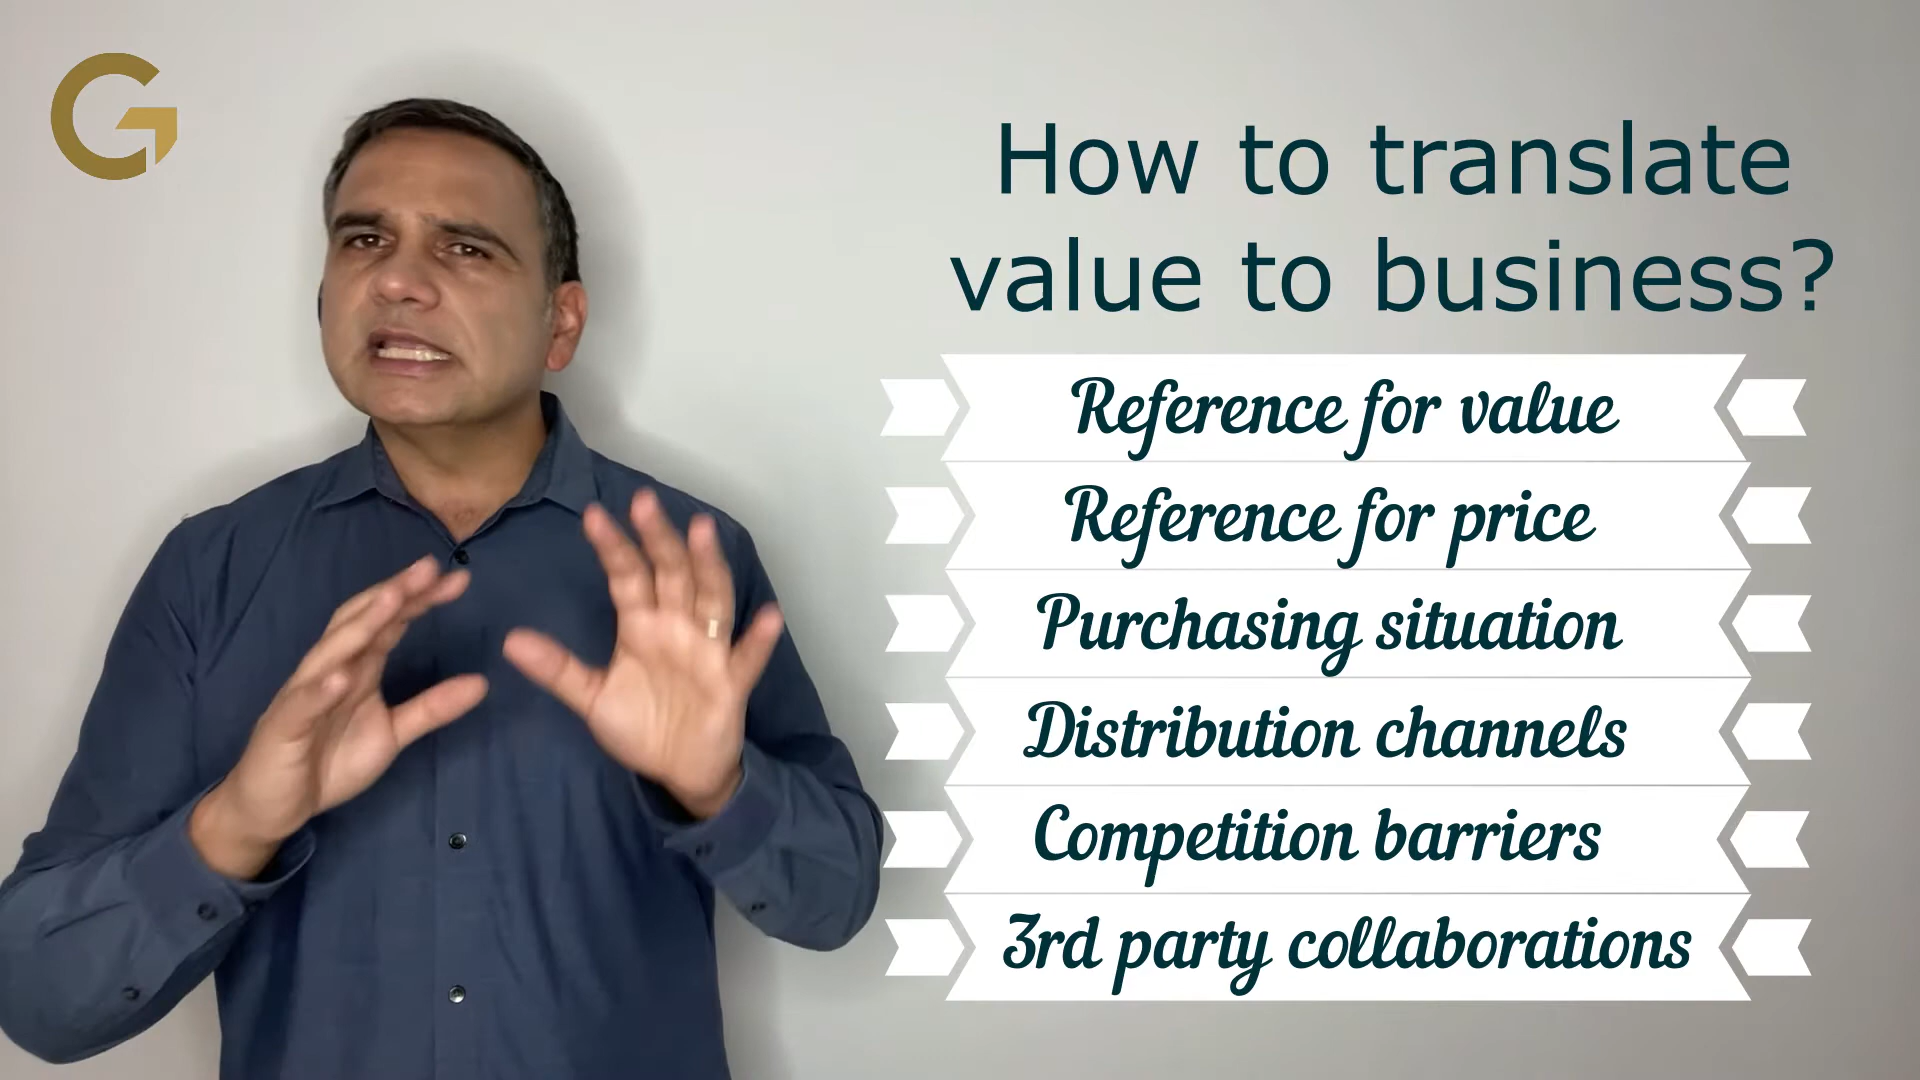 G
How to translate
value to business?
Reference for value
Reference for price
Purchasing situation
Distribution channels
Competition barriers
3rd party collaborations